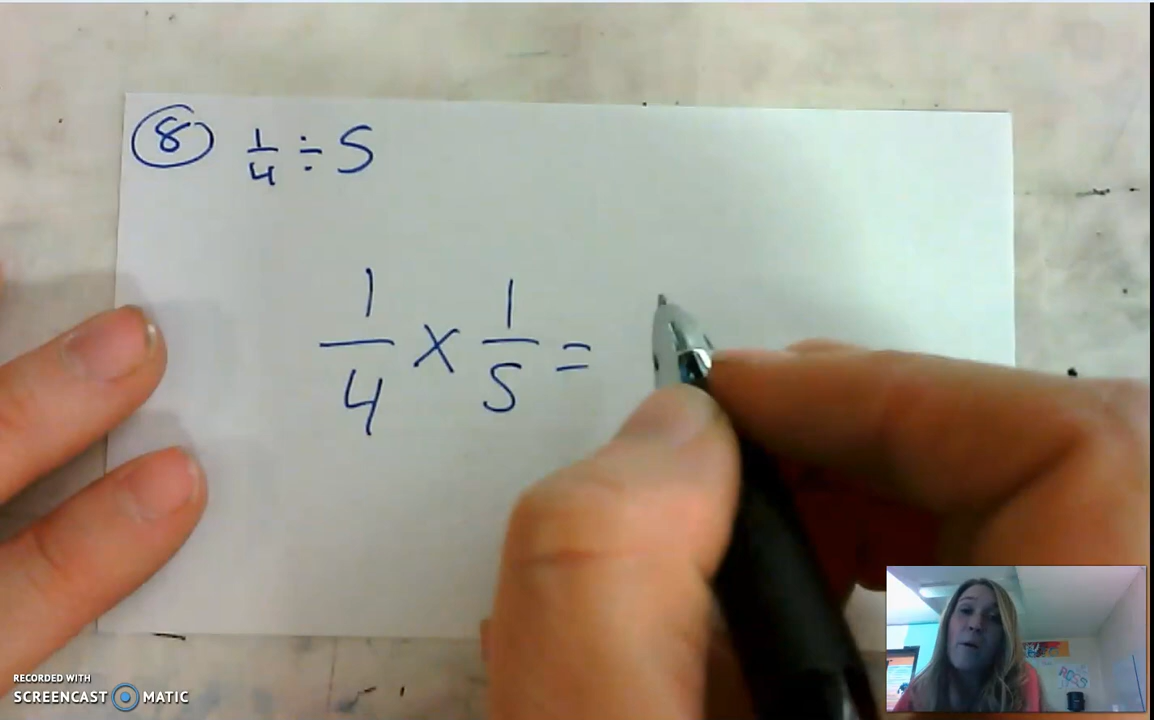 ⑧ 1/4 ÷ 5
1/4 × 1/5 =
RECORDED WITH
SCREENCAST MATIC